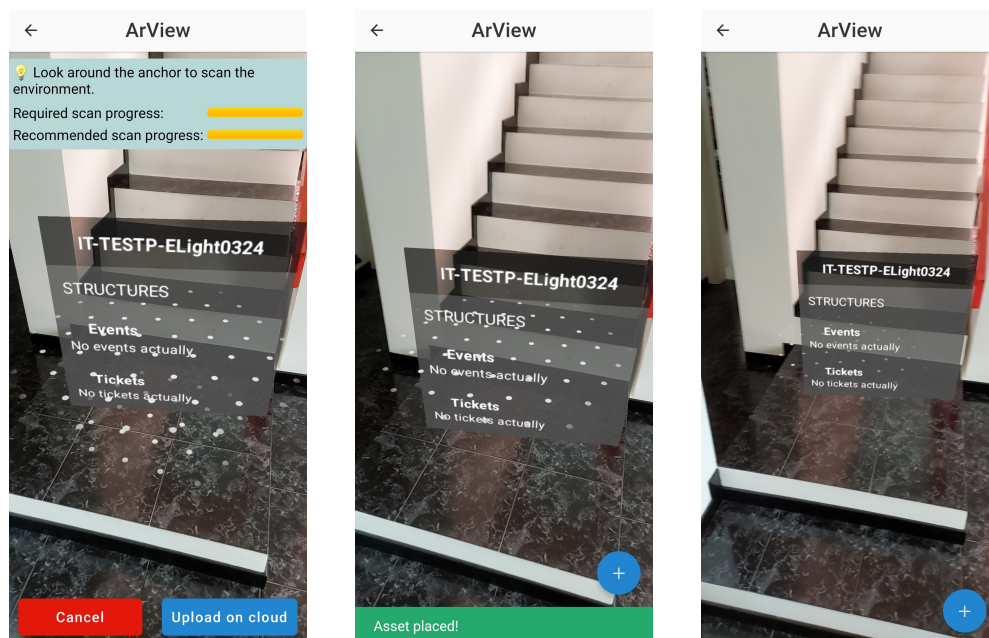 ArView
💡 Look around the anchor to scan the
environment.
Required scan progress:
Recommended scan progress:
IT-TESTP-ELight0324
STRUCTURES
Events
No events actually
Tickets
No tickets actually
Cancel
Upload on cloud
ArView
IT-TESTP-ELight0324
STRUCTURES
Events
No events actually
Tickets
No tickets actually
+
Asset placed!
ArView
IT-TESTP-ELight0324
STRUCTURES
Events
No events actually
Tickets
No tickets actually
+